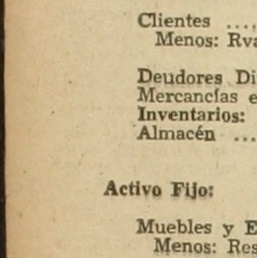 Clientes ....
Menos: Rva
Deudores Di
Mercancías e
Inventarios:
Almacén ...
Activo Fijo:
Muebles y E
Menos: Res